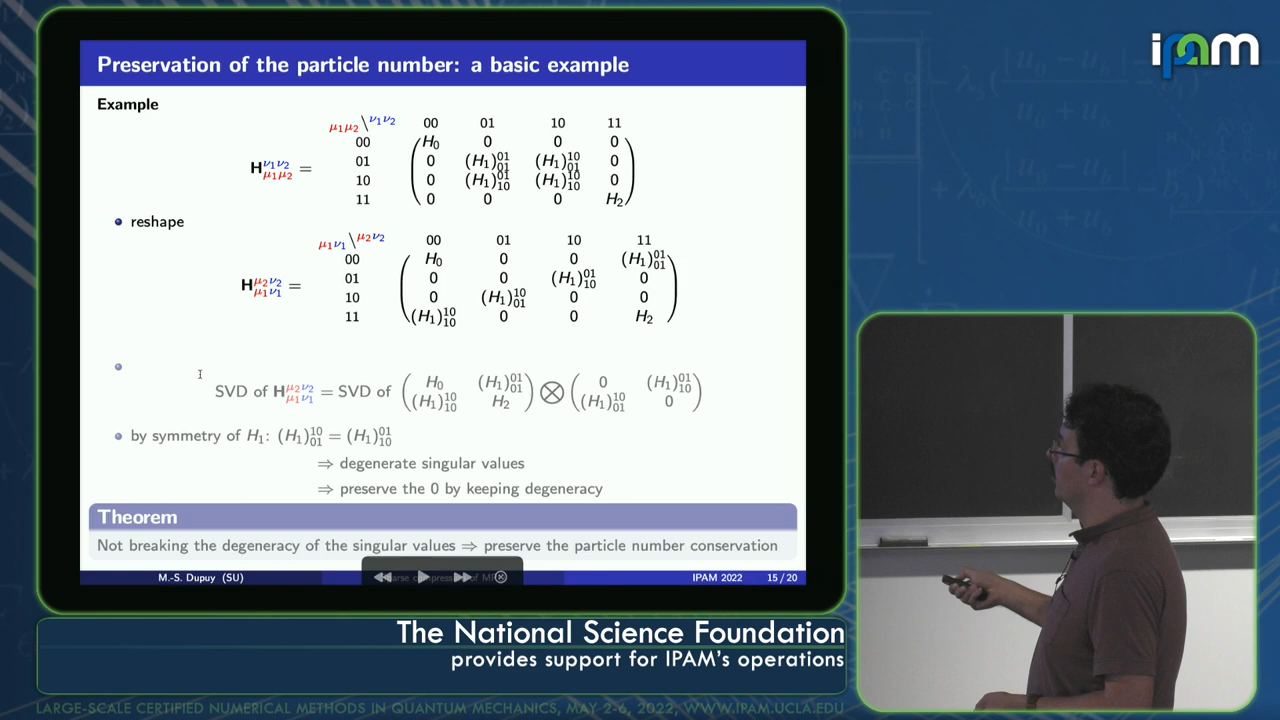 ipam
Preservation of the particle number: a basic example
Example
μ₁μ₂\ν₁ν₂ 00 01 10 11
00 H₀ 0 0 0
H^{ν₁ν₂}_{μ₁μ₂} = 01 0 (H₁)^{01}_{01} (H₁)^{10}_{01} 0
10 0 (H₁)^{01}_{10} (H₁)^{10}_{10} 0
11 0 0 0 H₂
reshape
μ₁ν₁\μ₂ν₂ 00 01 10 11
00 H₀ 0 0 (H₁)^{01}_{01}
H^{μ₂ν₂}_{μ₁ν₁} = 01 0 0 (H₁)^{01}_{10} 0
10 0 (H₁)^{10}_{01} 0 0
11 (H₁)^{10}_{10} 0 0 H₂
SVD of H^{μ₂ν₂}_{μ₁ν₁} = SVD of (H₀ (H₁)^{01}_{01} (H₁)^{10}_{10} H₂) ⊗ (0 (H₁)^{01}_{10} (H₁)^{10}_{01} 0)
by symmetry of H₁: (H₁)^{10}_{01} = (H₁)^{01}_{10}
⇒ degenerate singular values
⇒ preserve the 0 by keeping degeneracy
Theorem
Not breaking the degeneracy of the singular values ⇒ preserve the particle number conservation
M.-S. Dupuy (SU) IPAM 2022 15 / 20
The National Science Foundation
provides support for IPAM's operations
LARGE-SCALE CERTIFIED NUMERICAL METHODS IN QUANTUM MECHANICS, MAY 2-6, 2022, WWW.IPAM.UCLA.EDU